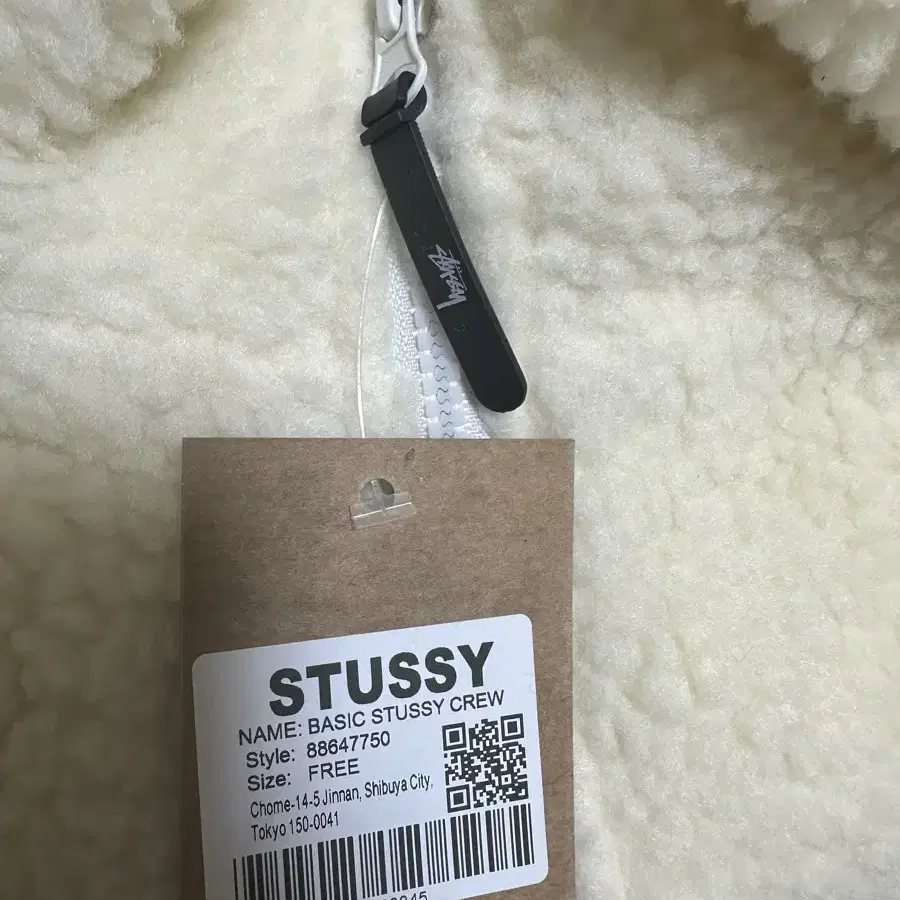 Stüssy
STUSSY
NAME: BASIC STUSSY CREW
Style: 88647750
Size: FREE
Chome-14-5 Jinnan, Shibuya City,
Tokyo 150-0041